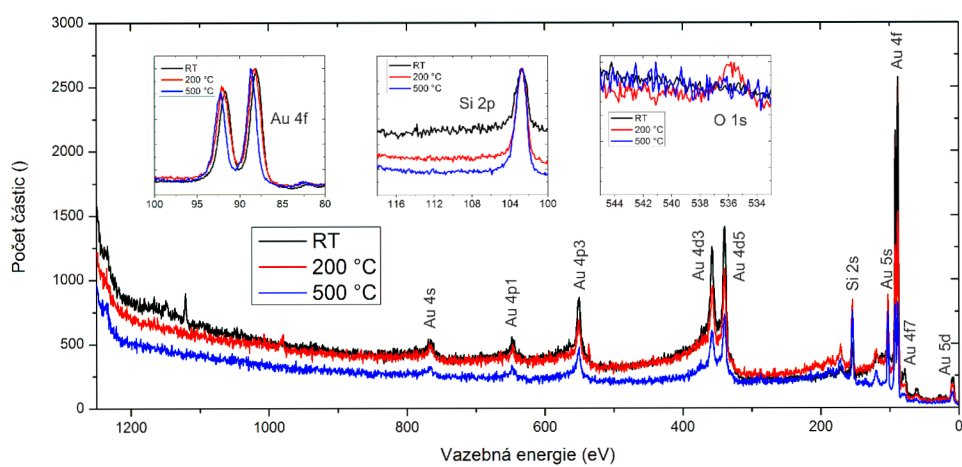 3000
2500
2000
1500
1000
500
0
Počet částic ()
1200
1000
800
600
400
200
0
Vazebná energie (eV)
RT
200 °C
500 °C
Au 4f
100
95
90
85
80
RT
200 °C
500 °C
Si 2p
116
112
108
104
100
RT
200 °C
500 °C
O 1s
544
542
540
538
536
534
RT
200 °C
500 °C
Au 4s
Au 4p1
Au 4p3
Au 4d3
Au 4d5
Si 2s
Au 5s
Au 4f
Au 4f7
Au 5d